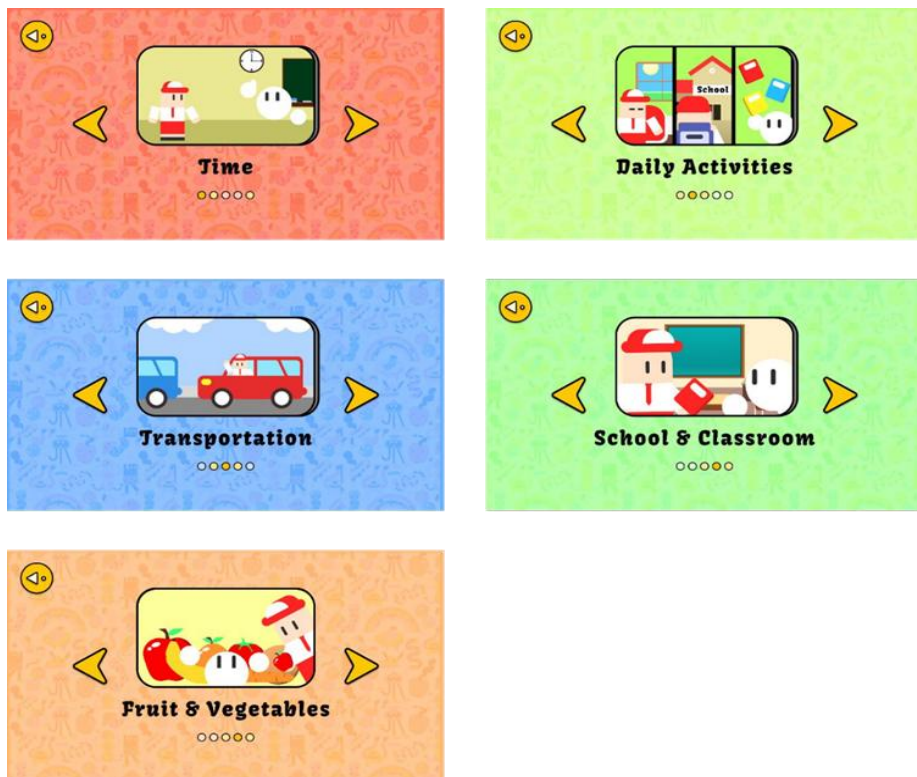 Time
Daily Activities
School
Transportation
School & Classroom
Fruit & Vegetables